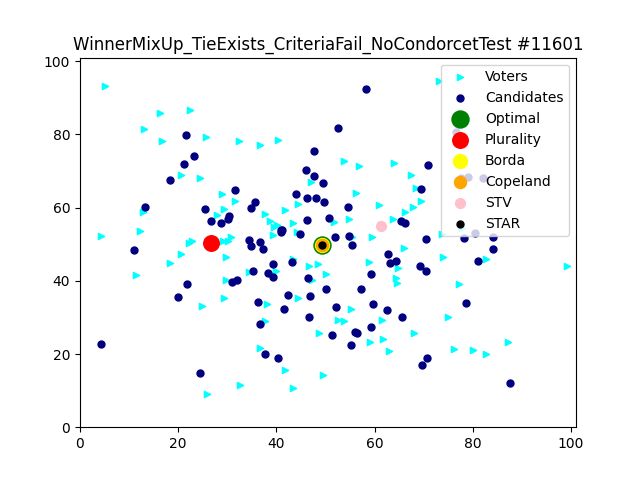 WinnerMixUp_TieExists_CriteriaFail_NoCondorcetTest #11601
100
80
60
40
20
0
0 20 40 60 80 100
Voters
Candidates
Optimal
Plurality
Borda
Copeland
STV
STAR